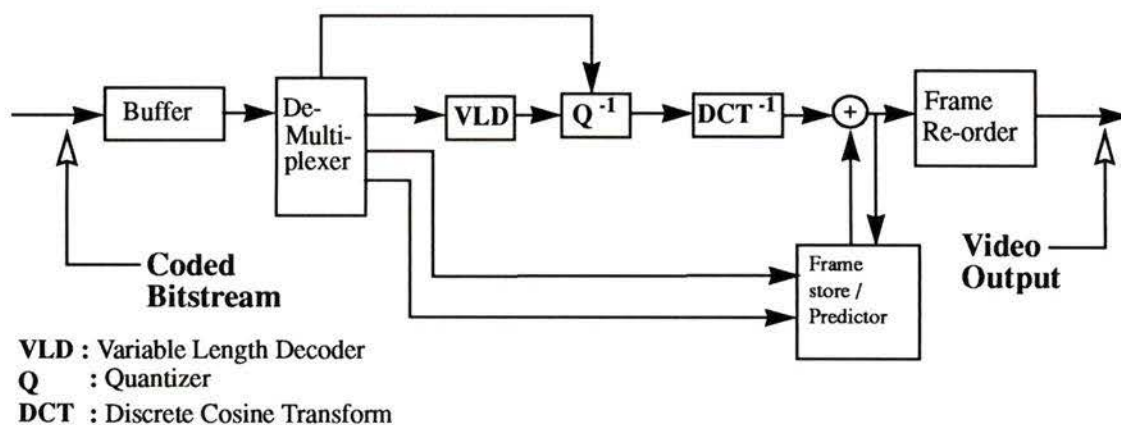 Buffer
De-
Multi-
plexer
VLD
Q -1
DCT -1
+
Frame
Re-order
Coded
Bitstream
Frame
store /
Predictor
Video
Output
VLD : Variable Length Decoder
Q : Quantizer
DCT : Discrete Cosine Transform